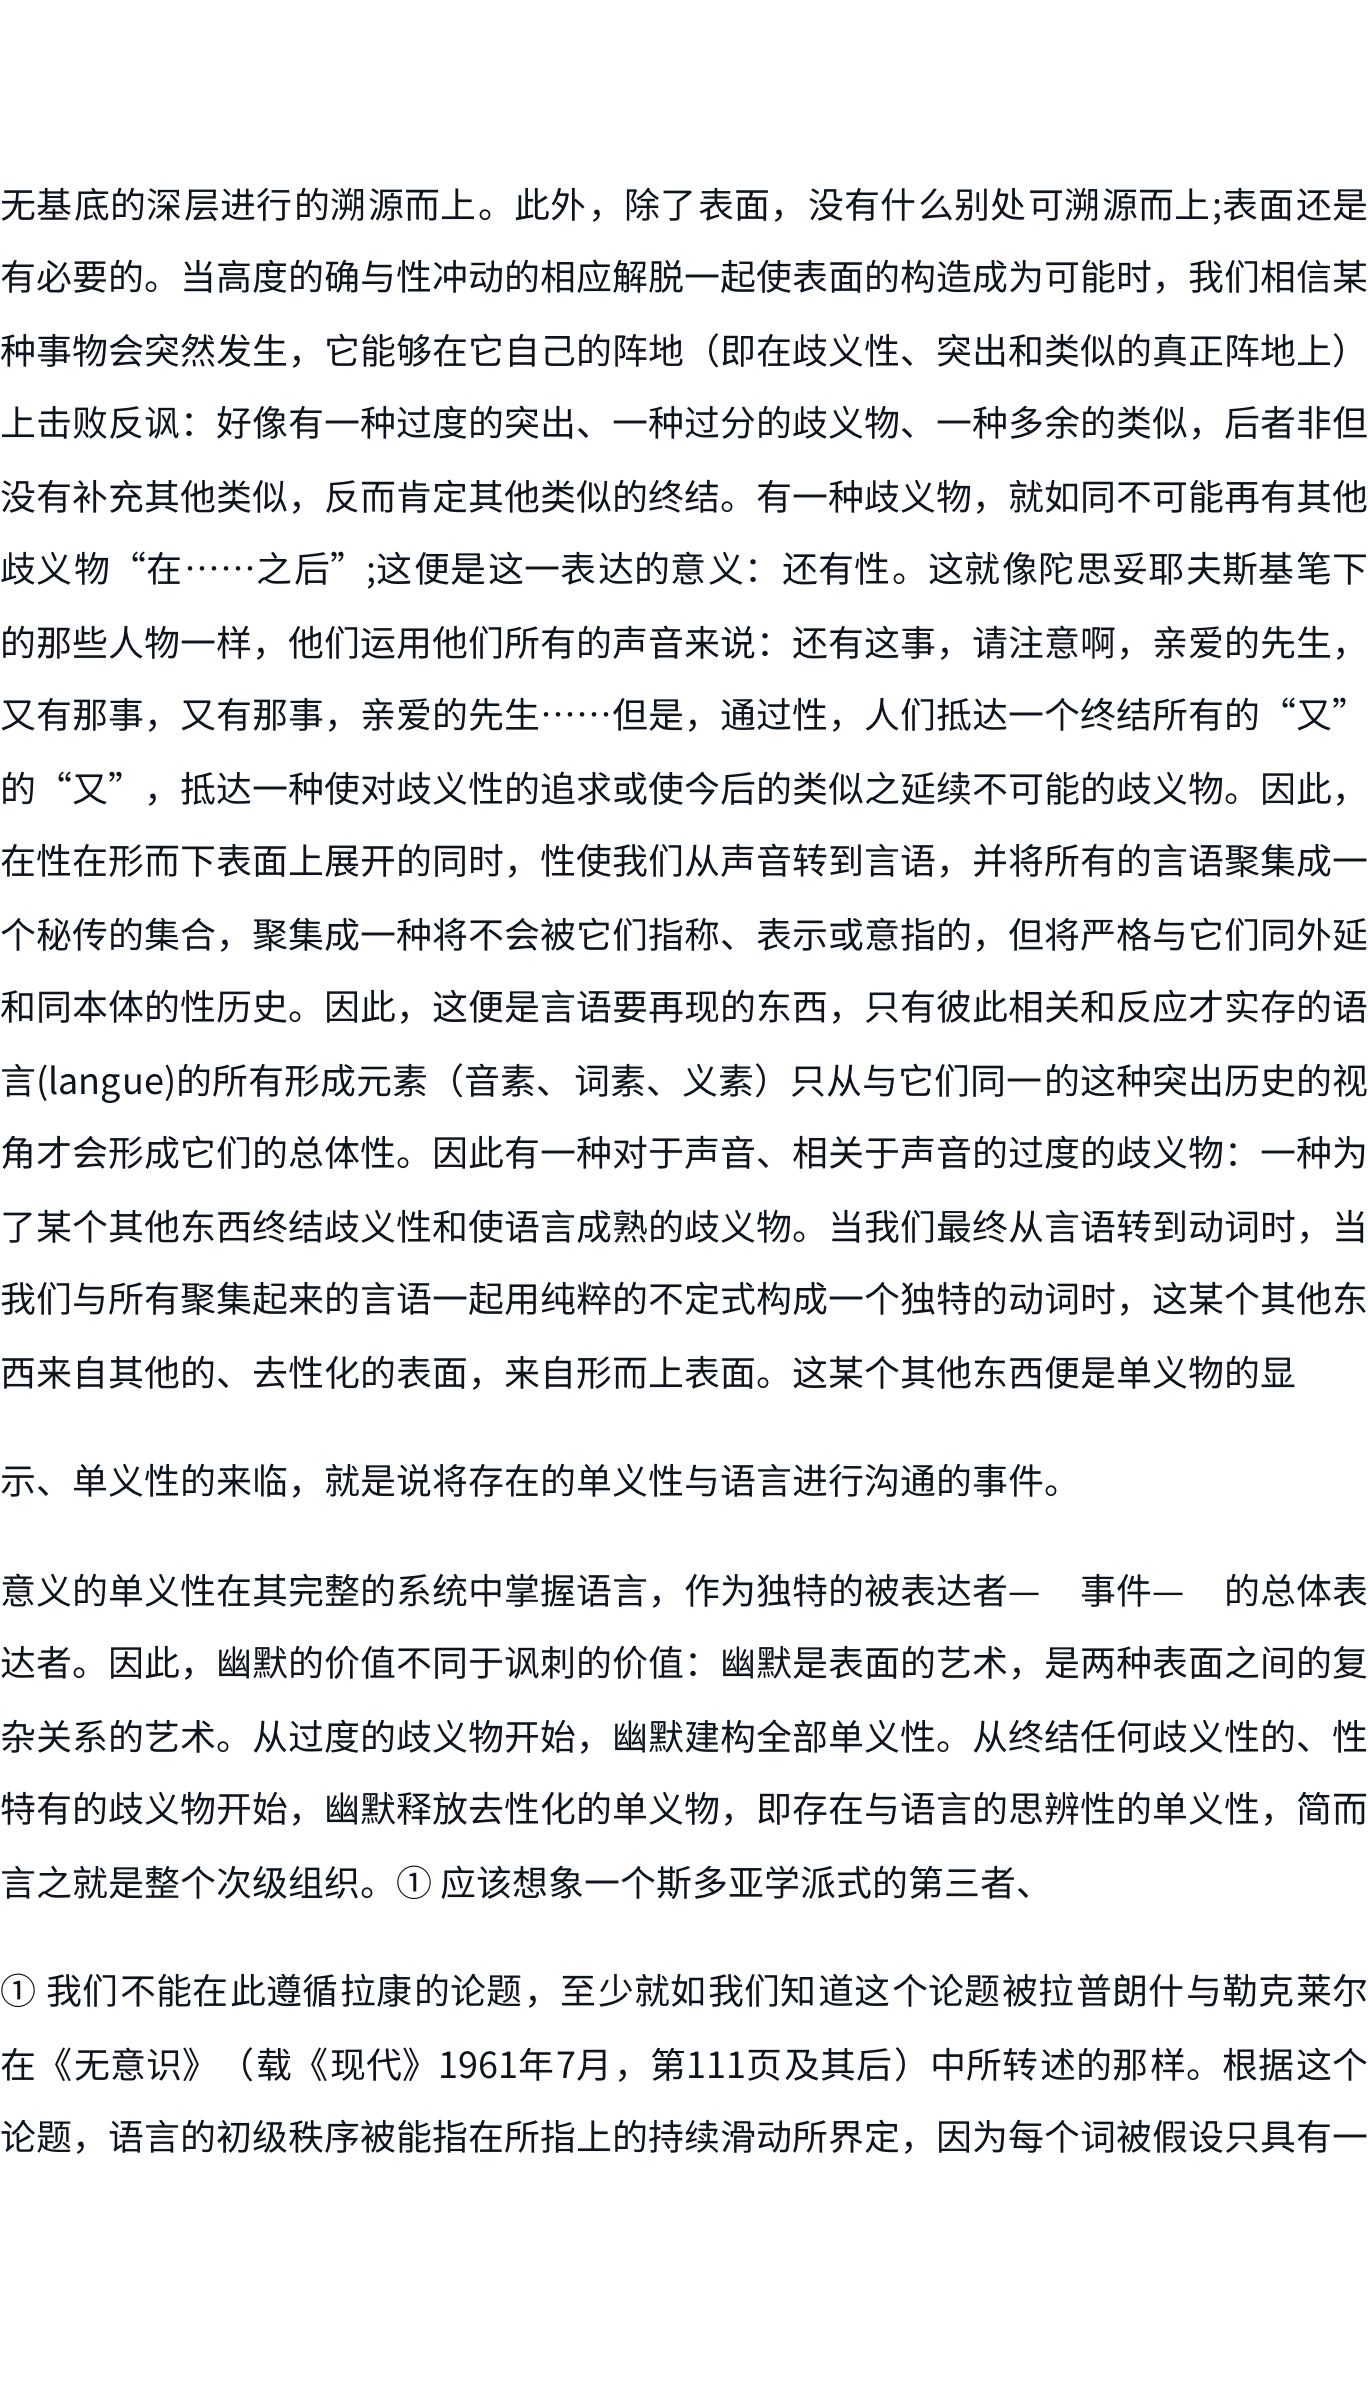 无基底的深层进行的溯源而上。此外，除了表面，没有什么别处可溯源而上;表面还是
有必要的。当高度的确与性冲动的相应解脱一起使表面的构造成为可能时，我们相信某
种事物会突然发生，它能够在它自己的阵地（即在歧义性、突出和类似的真正阵地上）
上击败反讽：好像有一种过度的突出、一种过分的歧义物、一种多余的类似，后者非但
没有补充其他类似，反而肯定其他类似的终结。有一种歧义物，就如同不可能再有其他
歧义物“在……之后”;这便是这一表达的意义：还有性。这就像陀思妥耶夫斯基笔下
的那些人物一样，他们运用他们所有的声音来说：还有这事，请注意啊，亲爱的先生，
又有那事，又有那事，亲爱的先生……但是，通过性，人们抵达一个终结所有的“又”
的“又”，抵达一种使对歧义性的追求或使今后的类似之延续不可能的歧义物。因此，
在性在形而下表面上展开的同时，性使我们从声音转到言语，并将所有的言语聚集成一
个秘传的集合，聚集成一种将不会被它们指称、表示或意指的，但将严格与它们同外延
和同本体的性历史。因此，这便是言语要再现的东西，只有彼此相关和反应才实存的语
言(langue)的所有形成元素（音素、词素、义素）只从与它们同一的这种突出历史的视
角才会形成它们的总体性。因此有一种对于声音、相关于声音的过度的歧义物：一种为
了某个其他东西终结歧义性和使语言成熟的歧义物。当我们最终从言语转到动词时，当
我们与所有聚集起来的言语一起用纯粹的不定式构成一个独特的动词时，这某个其他东
西来自其他的、去性化的表面，来自形而上表面。这某个其他东西便是单义物的显
示、单义性的来临，就是说将存在的单义性与语言进行沟通的事件。
意义的单义性在其完整的系统中掌握语言，作为独特的被表达者—　事件—　的总体表
达者。因此，幽默的价值不同于讽刺的价值：幽默是表面的艺术，是两种表面之间的复
杂关系的艺术。从过度的歧义物开始，幽默建构全部单义性。从终结任何歧义性的、性
特有的歧义物开始，幽默释放去性化的单义物，即存在与语言的思辨性的单义性，简而
言之就是整个次级组织。① 应该想象一个斯多亚学派式的第三者、
① 我们不能在此遵循拉康的论题，至少就如我们知道这个论题被拉普朗什与勒克莱尔
在《无意识》（载《现代》1961年7月，第111页及其后）中所转述的那样。根据这个
论题，语言的初级秩序被能指在所指上的持续滑动所界定，因为每个词被假设只具有一